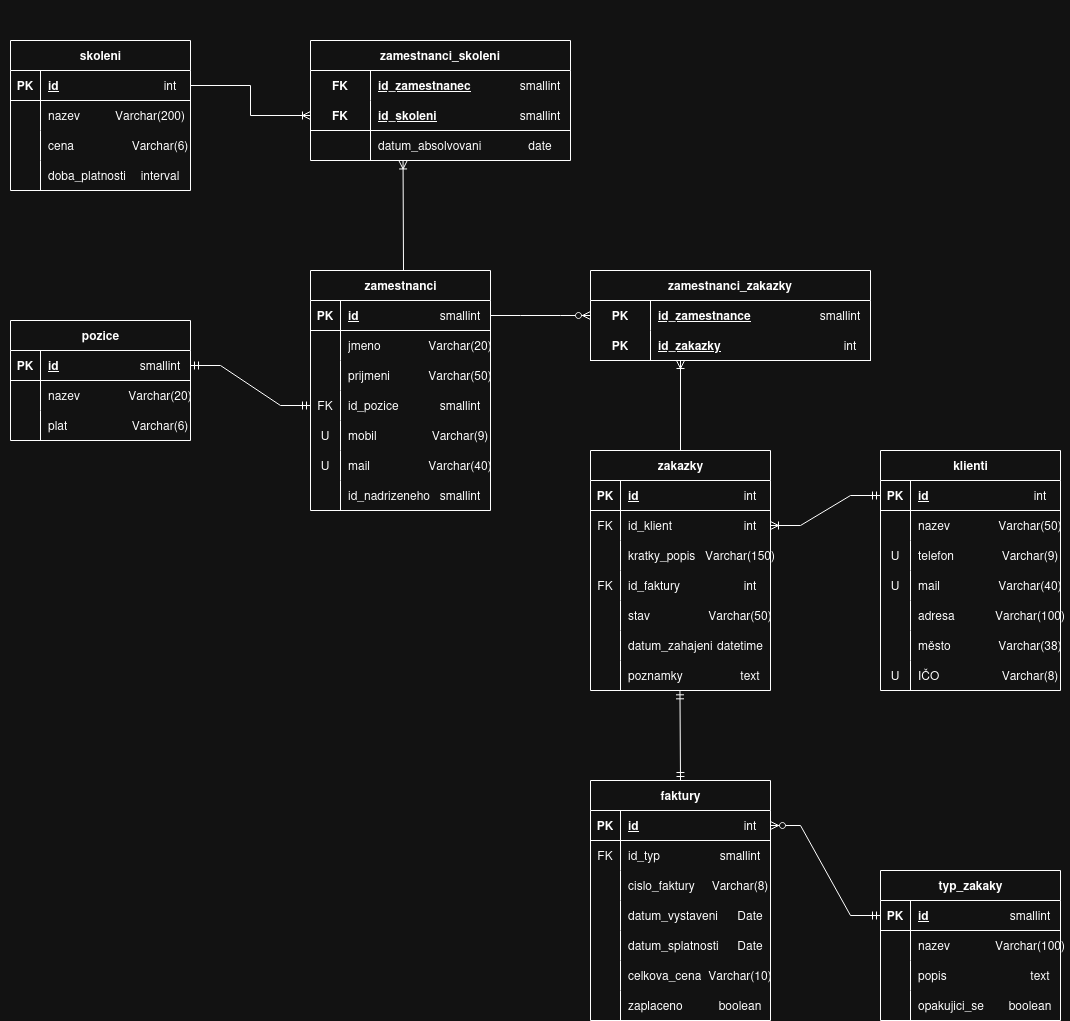 skoleni
PK id int
nazev Varchar(200)
cena Varchar(6)
doba_platnosti interval
zamestnanci_skoleni
FK id_zamestnanec smallint
FK id_skoleni smallint
datum_absolvovani date
zamestnanci
PK id smallint
jmeno Varchar(20)
prijmeni Varchar(50)
FK id_pozice smallint
U mobil Varchar(9)
U mail Varchar(40)
id_nadrizeneho smallint
zamestnanci_zakazky
PK id_zamestnance smallint
PK id_zakazky int
pozice
PK id smallint
nazev Varchar(20)
plat Varchar(6)
zakazky
PK id int
FK id_klient int
kratky_popis Varchar(150)
FK id_faktury int
stav Varchar(50)
datum_zahajeni datetime
poznamky text
klienti
PK id int
nazev Varchar(50)
U telefon Varchar(9)
U mail Varchar(40)
adresa Varchar(100)
město Varchar(38)
U IČO Varchar(8)
faktury
PK id int
FK id_typ smallint
cislo_faktury Varchar(8)
datum_vystaveni Date
datum_splatnosti Date
celkova_cena Varchar(10)
zaplaceno boolean
typ_zakaky
PK id smallint
nazev Varchar(100)
popis text
opakujici_se boolean